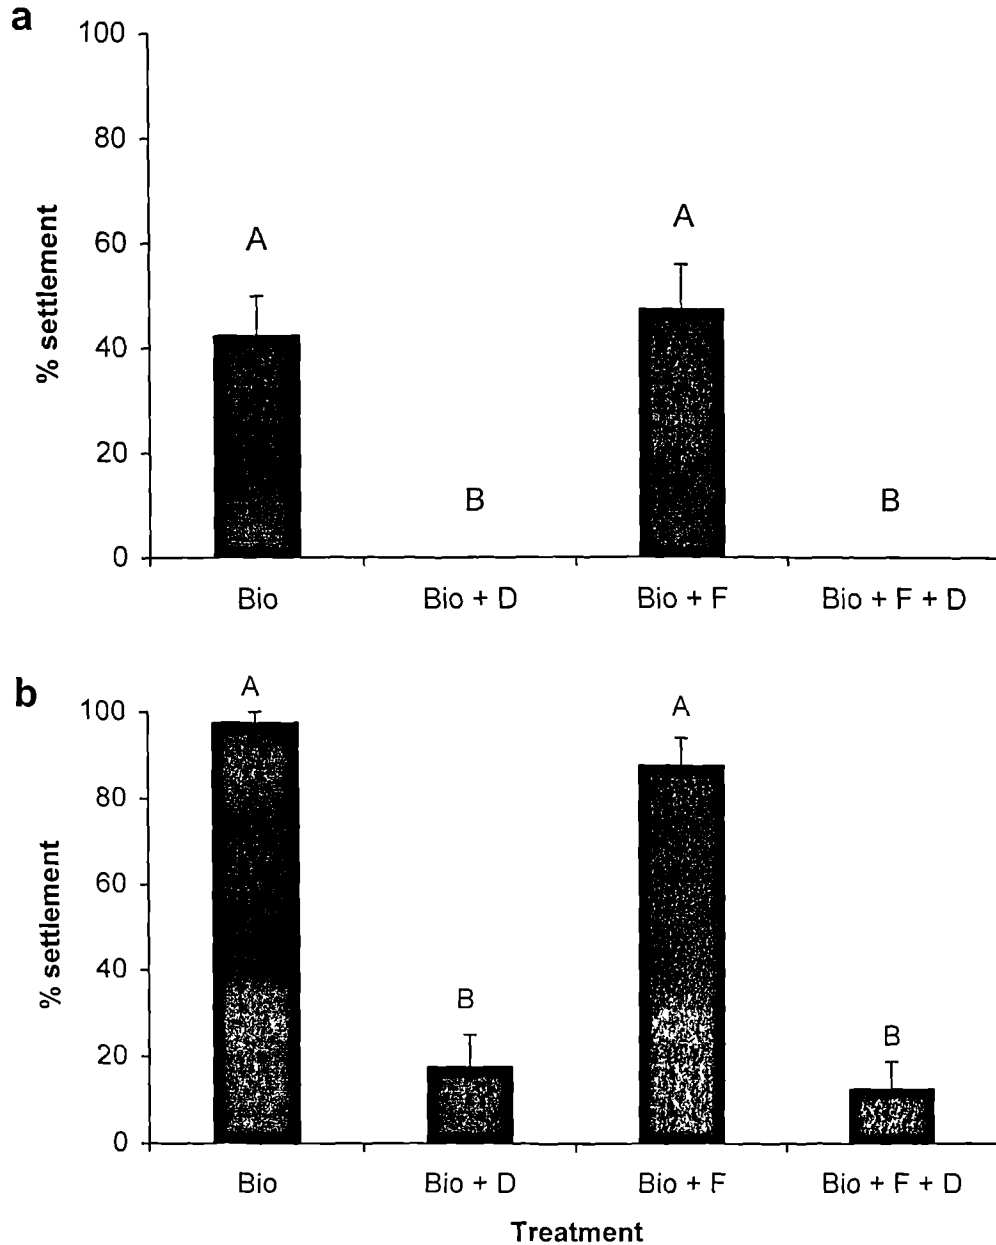 a
100
80
60
40
20
0
% settlement
A
B
A
B
Bio
Bio + D
Bio + F
Bio + F + D
b
100
80
60
40
20
0
% settlement
A
B
A
B
Bio
Bio + D
Bio + F
Bio + F + D
Treatment